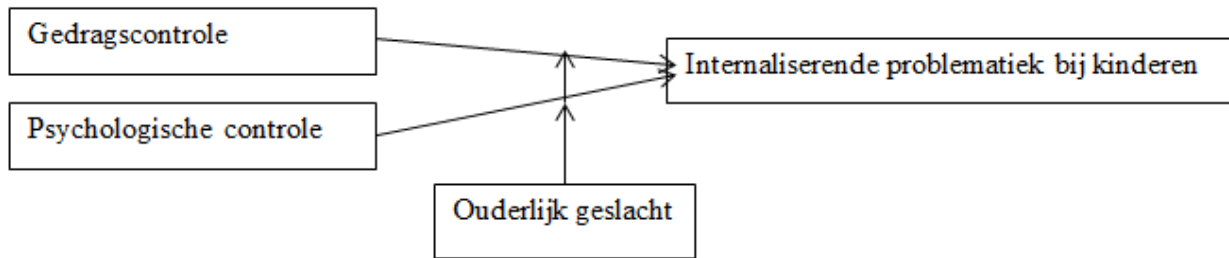 Gedragscontrole
Internaliserende problematiek bij kinderen
Psychologische controle
Ouderlijk geslacht